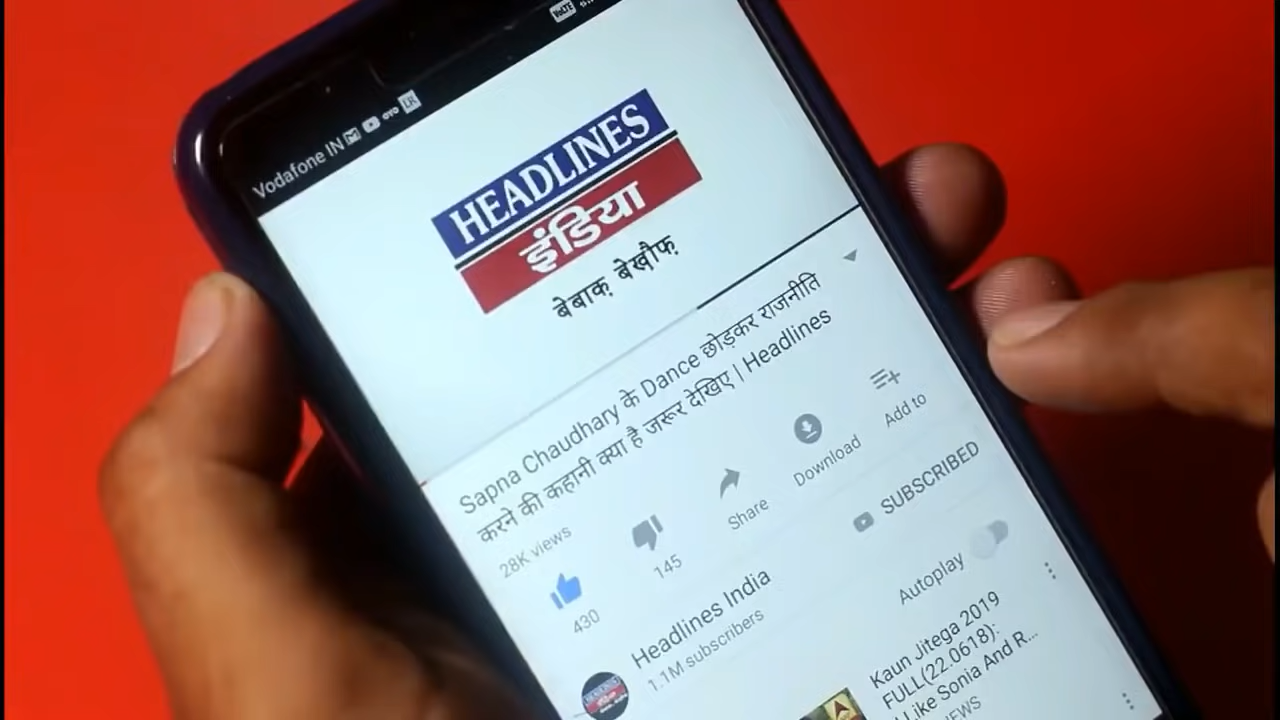 Vodafone IN
VoLTE
HEADLINES
इंडिया
बेबाक़ बेखौफ़
Sapna Chaudhary के Dance छोड़कर राजनीति
करने की कहानी क्या है जरूर देखिए | Headlines
28K views
430
145
Share
Download
Add to
Headlines India
1.1M subscribers
SUBSCRIBED
Autoplay
Kaun Jitega 2019
FULL(22.0618):
Like Sonia And R...